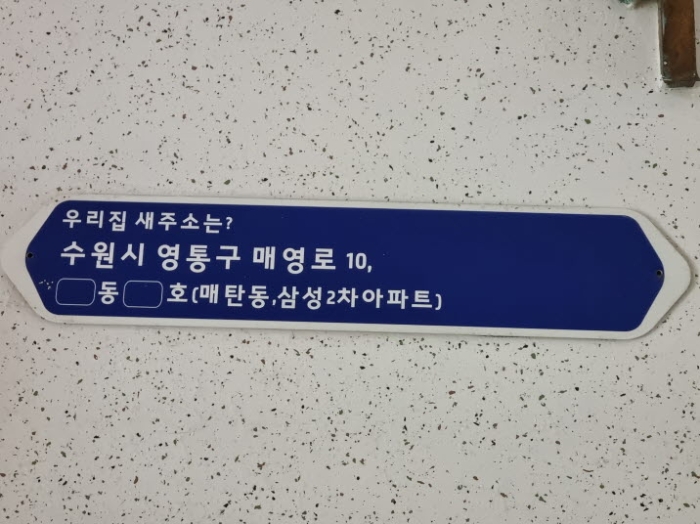 우리집 새주소는?
수원시 영통구 매영로 10,
동 호(매탄동,삼성2차아파트)